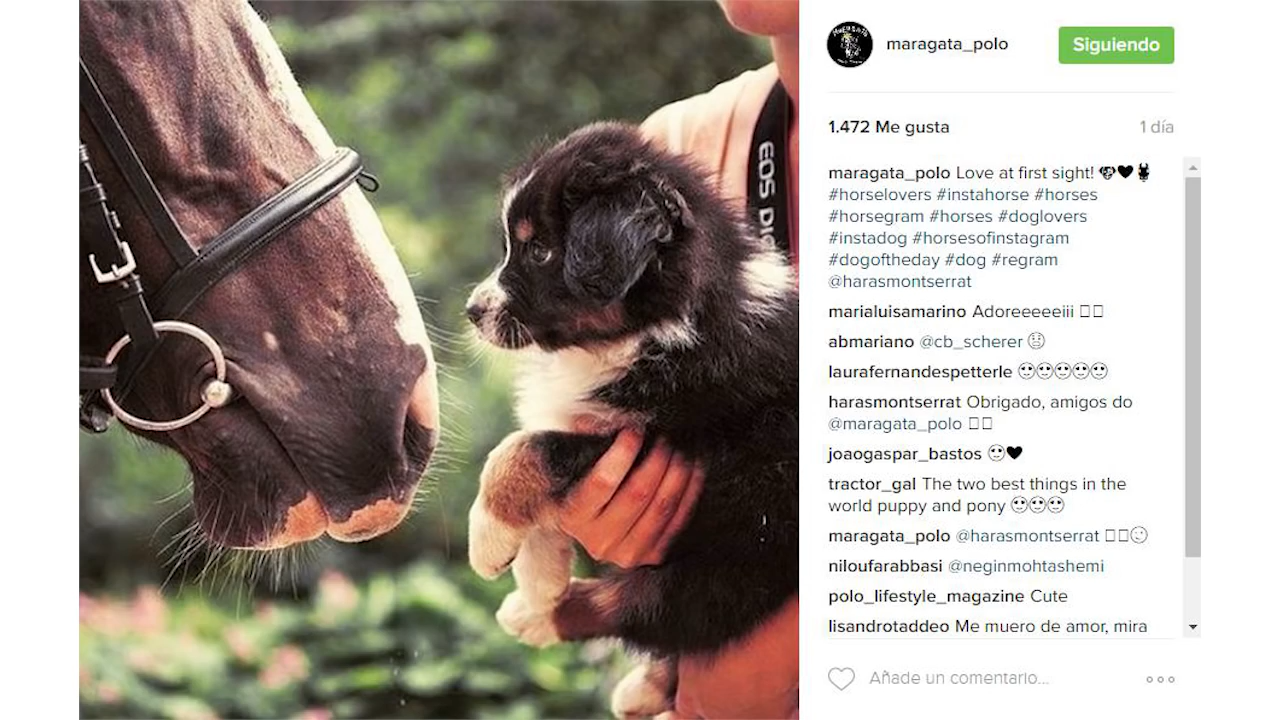 EOS DIG
maragata_polo
Siguiendo
1.472 Me gusta
1 día
maragata_polo Love at first sight! 🐶🖤🐴
#horselovers #instahorse #horses
#horsegram #horses #doglovers
#instadog #horsesofinstagram
#dogoftheday #dog #regram
@harasmontserrat
marialuisamarino Adoreeeeeiii
abmariano @cb_scherer
laurafernandespetterle
harasmontserrat Obrigado, amigos do
@maragata_polo
joaogaspar_bastos
tractor_gal The two best things in the
world puppy and pony
maragata_polo @harasmontserrat
niloufarabbasi @neginmohtashemi
polo_lifestyle_magazine Cute
lisandrotaddeo Me muero de amor, mira
Añade un comentario...